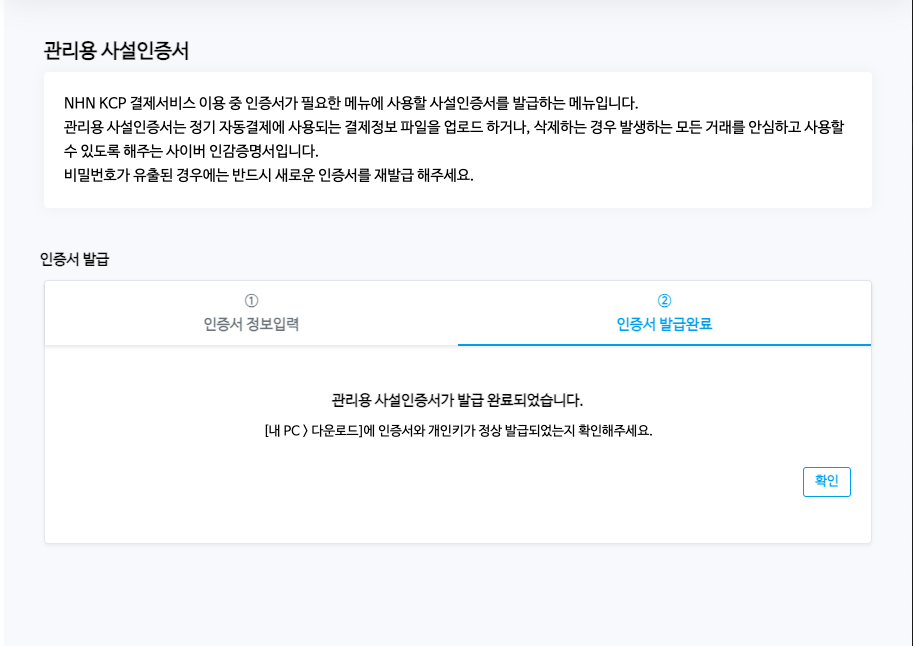 관리용 사설인증서
NHN KCP 결제서비스 이용 중 인증서가 필요한 메뉴에 사용할 사설인증서를 발급하는 메뉴입니다.
관리용 사설인증서는 정기 자동결제에 사용되는 결제정보 파일을 업로드 하거나, 삭제하는 경우 발생하는 모든 거래를 안심하고 사용할
수 있도록 해주는 사이버 인감증명서입니다.
비밀번호가 유출된 경우에는 반드시 새로운 인증서를 재발급 해주세요.
인증서 발급
①
인증서 정보입력
②
인증서 발급완료
관리용 사설인증서가 발급 완료되었습니다.
[내 PC > 다운로드]에 인증서와 개인키가 정상 발급되었는지 확인해주세요.
확인